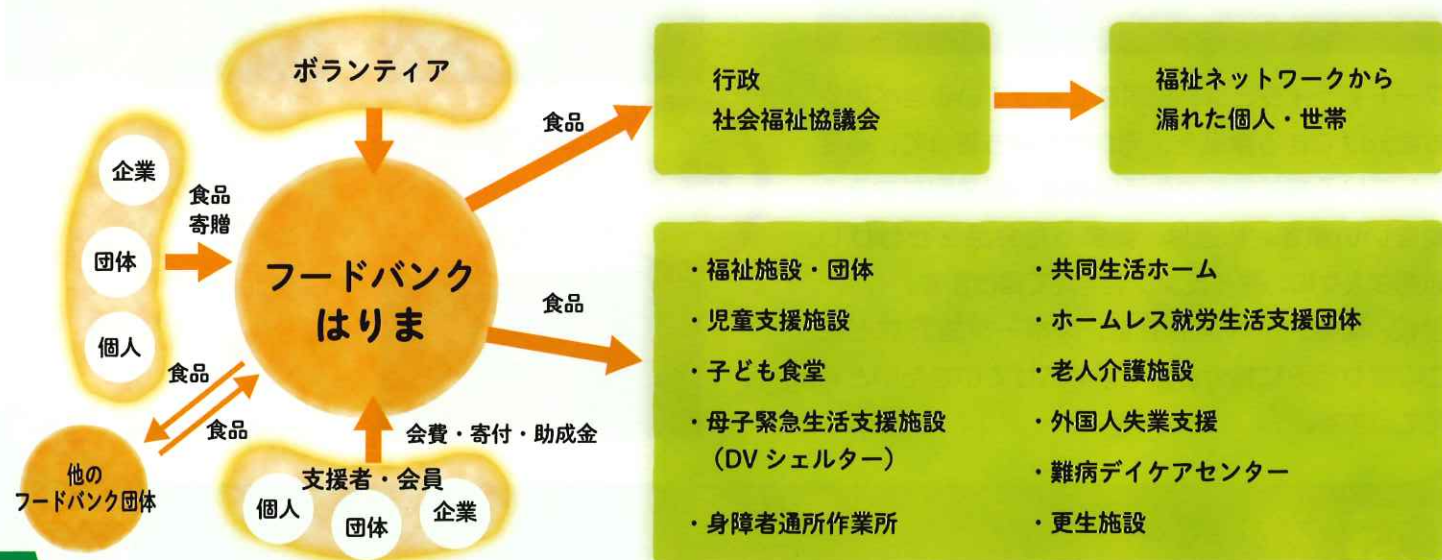 ボランティア
企業
団体
個人
食品
寄贈
フードバンク
はりま
食品
食品
他の
フードバンク団体
会費・寄付・助成金
支援者・会員
個人
団体
企業
食品
行政
社会福祉協議会
福祉ネットワークから
漏れた個人・世帯
食品
・福祉施設・団体
・児童支援施設
・子ども食堂
・母子緊急生活支援施設
（DV シェルター）
・身障者通所作業所
・共同生活ホーム
・ホームレス就労生活支援団体
・老人介護施設
・外国人失業支援
・難病デイケアセンター
・更生施設